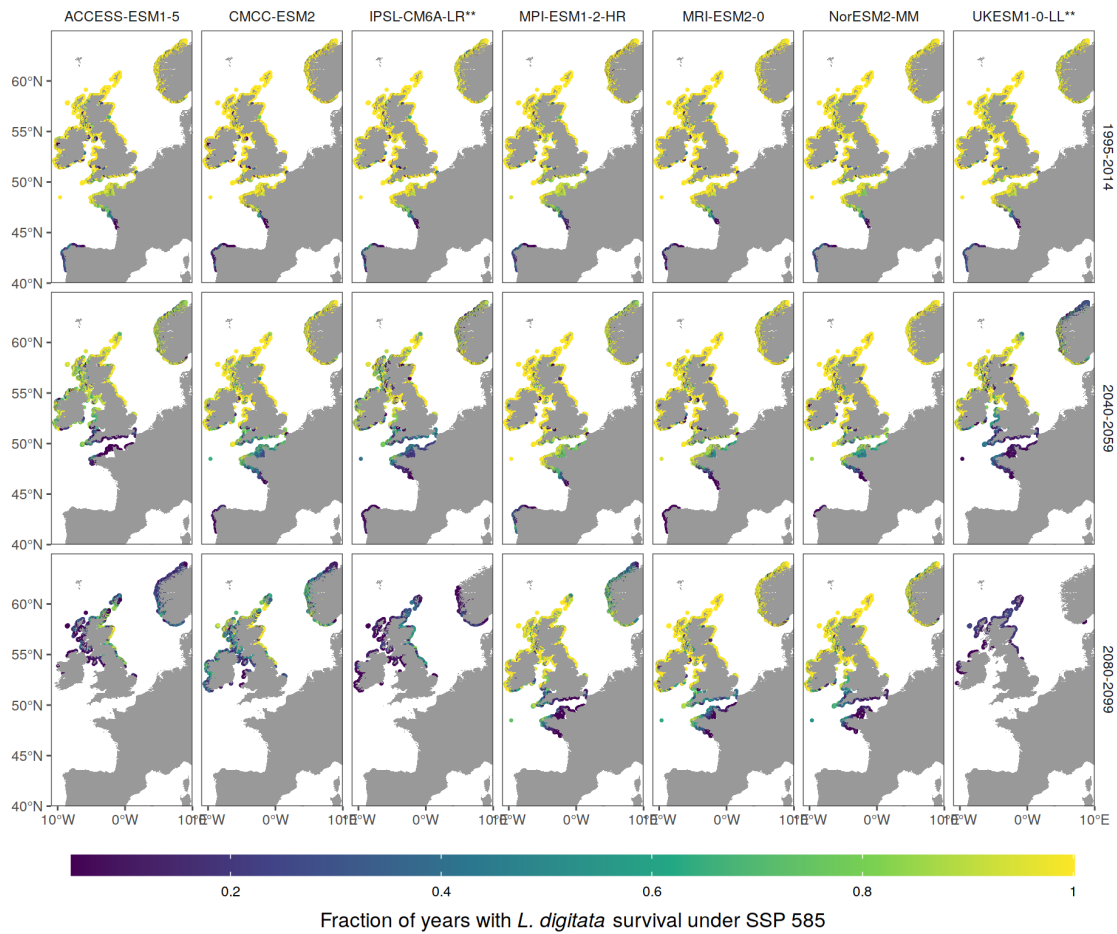 ACCESS-ESM1-5 CMCC-ESM2 IPSL-CM6A-LR** MPI-ESM1-2-HR MRI-ESM2-0 NorESM2-MM UKESM1-0-LL**
60°N
55°N
50°N
45°N
40°N
1995-2014
60°N
55°N
50°N
45°N
40°N
2040-2059
60°N
55°N
50°N
45°N
40°N
2080-2099
10°W 0°W 10°E 10°W 0°W 10°E 10°W 0°W 10°E 10°W 0°W 10°E 10°W 0°W 10°E 10°W 0°W 10°E 10°W 0°W 10°E
0.2 0.4 0.6 0.8 1
Fraction of years with L. digitata survival under SSP 585